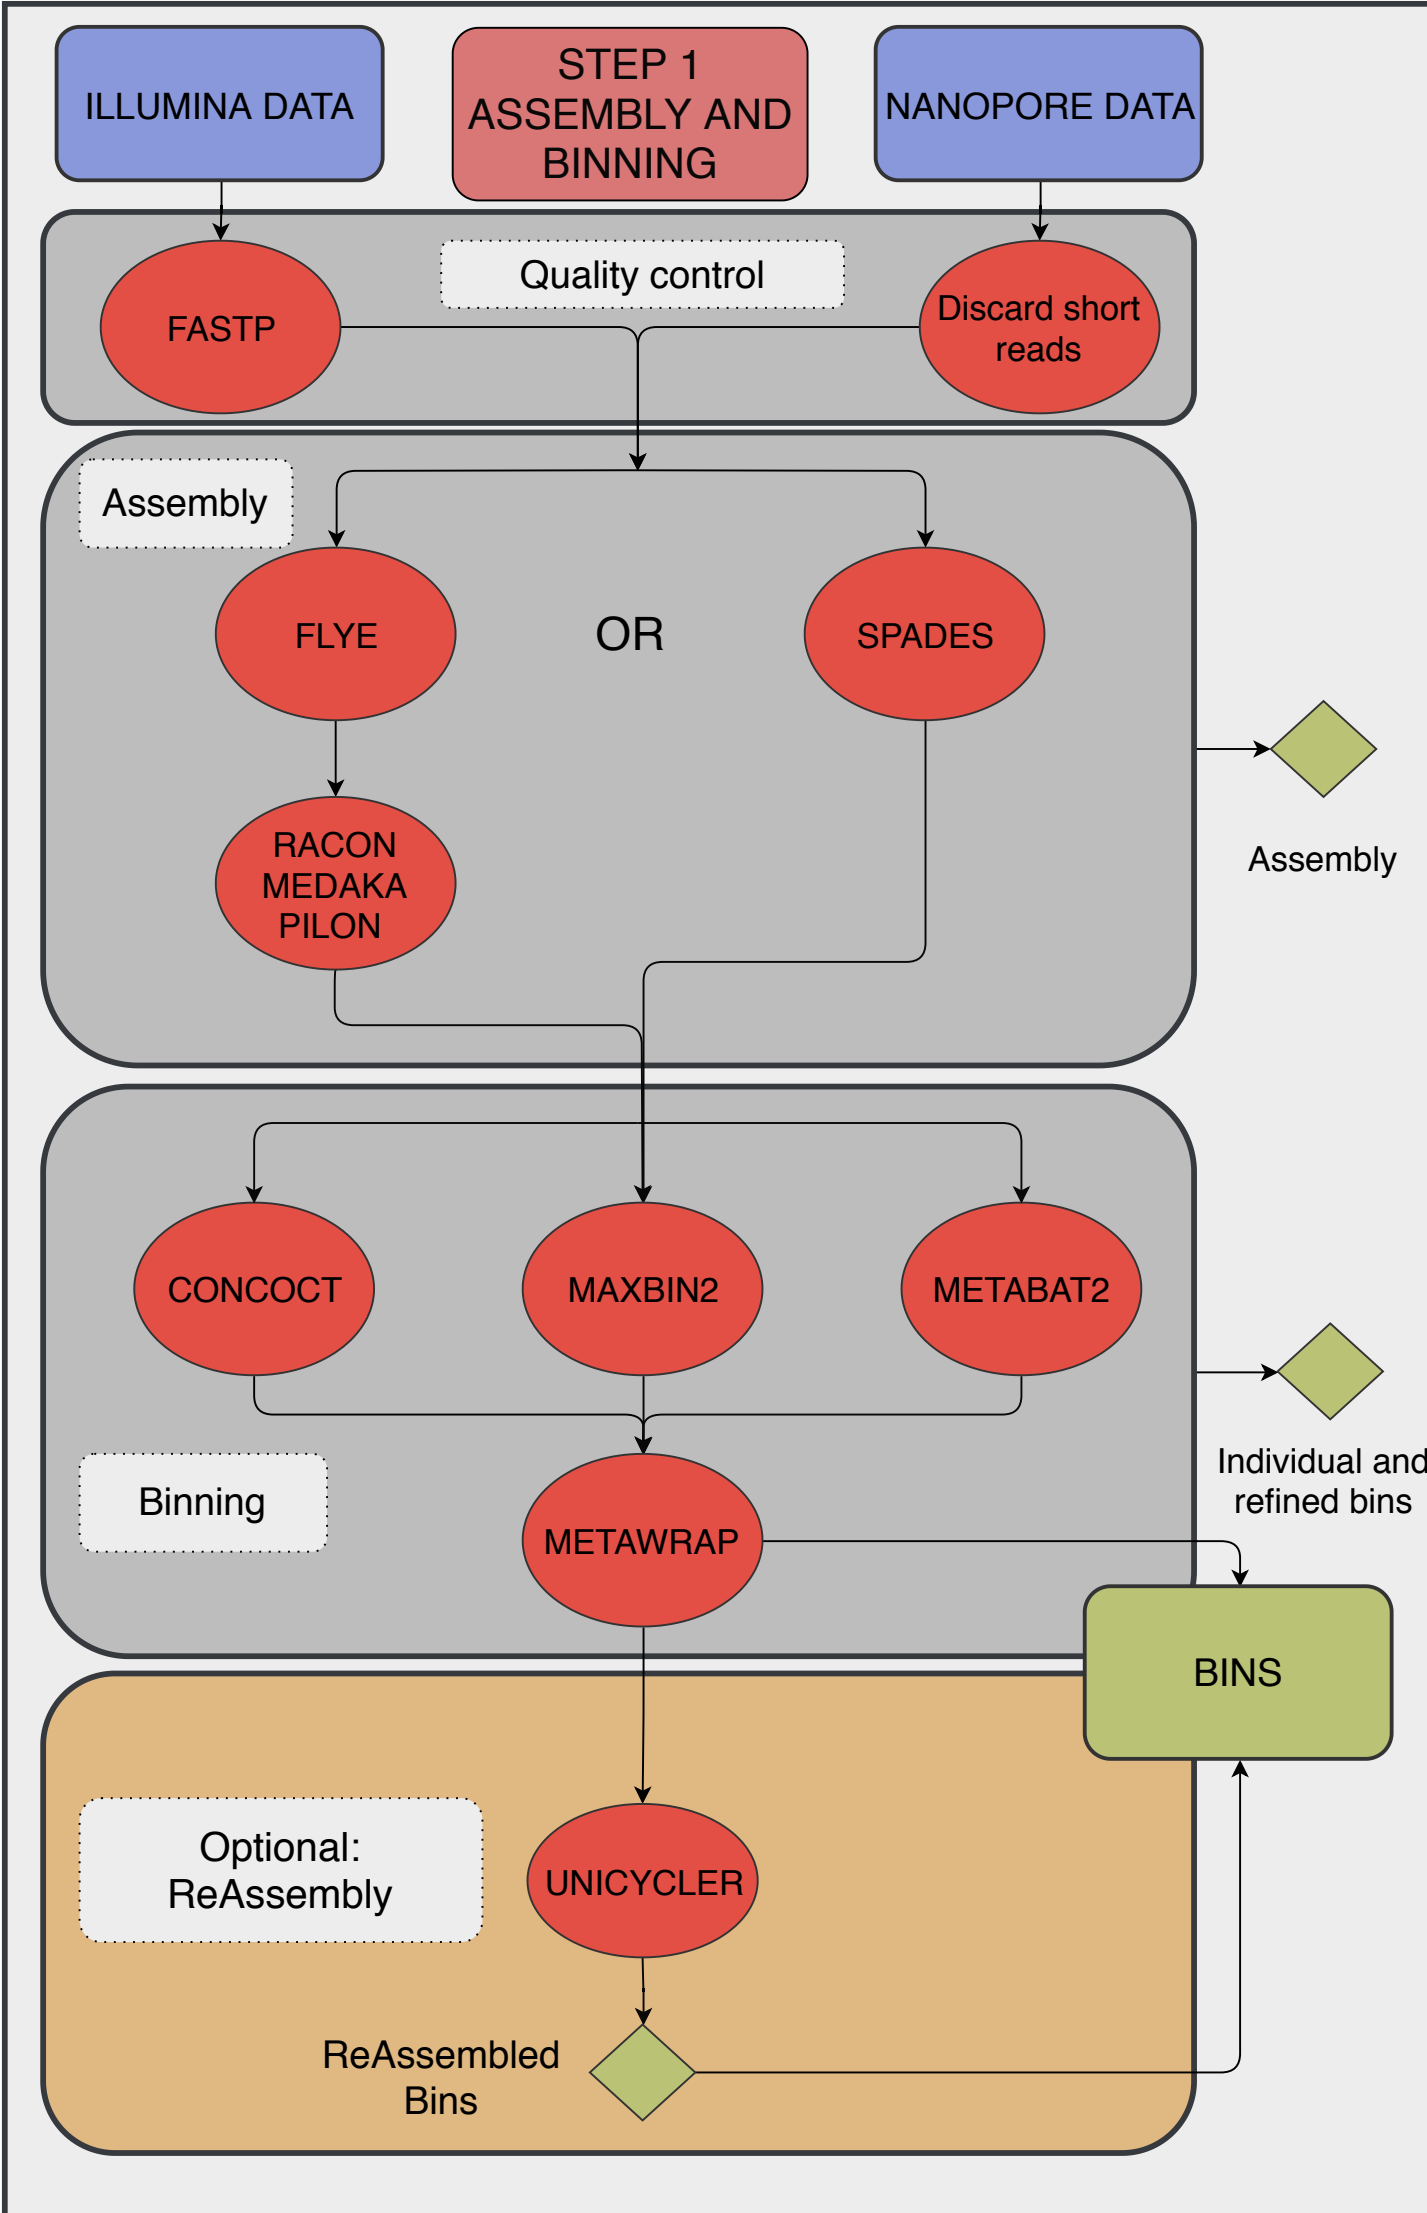 ILLUMINA DATA
STEP 1
ASSEMBLY AND
BINNING
NANOPORE DATA
Quality control
FASTP
Discard short
reads
Assembly
FLYE
OR
SPADES
RACON
MEDAKA
PILON
Assembly
CONCOCT
MAXBIN2
METABAT2
Individual and
refined bins
Binning
METAWRAP
BINS
Optional:
ReAssembly
UNICYCLER
ReAssembled
Bins